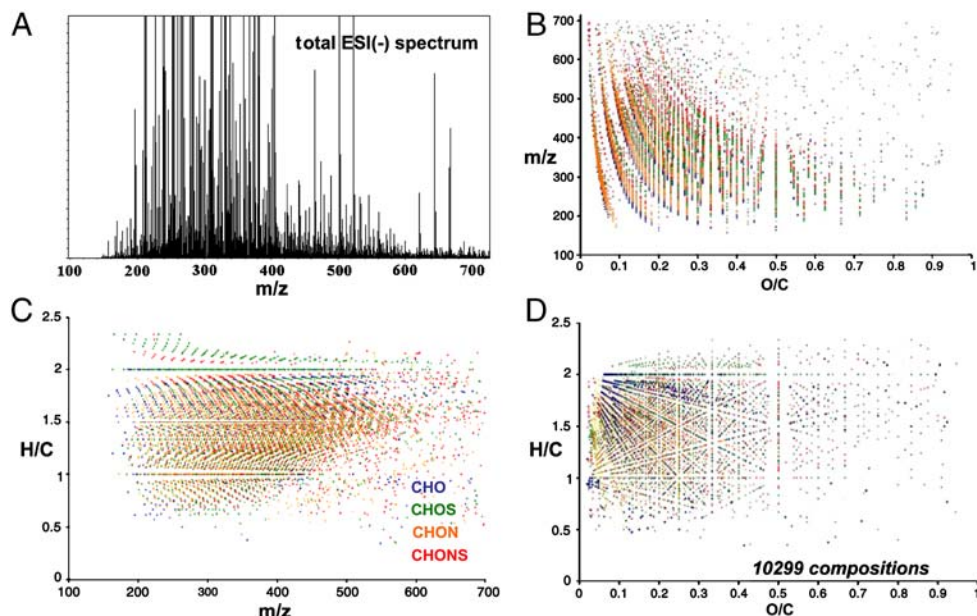 A
total ESI(-) spectrum
100 200 300 400 500 600
m/z
B
700
600
500
m/z
400
300
200
100
0 0.1 0.2 0.3 0.4 0.5 0.6 0.7 0.8 0.9 1
O/C
C
2.5
2
1.5
H/C
1
0.5
0
CHO
CHOS
CHON
CHONS
100 200 300 400 500 600 700
m/z
D
2.5
2
1.5
H/C
1
0.5
0
10299 compositions
0 0.1 0.2 0.3 0.4 0.5 0.6 0.7 0.8 0.9 1
O/C